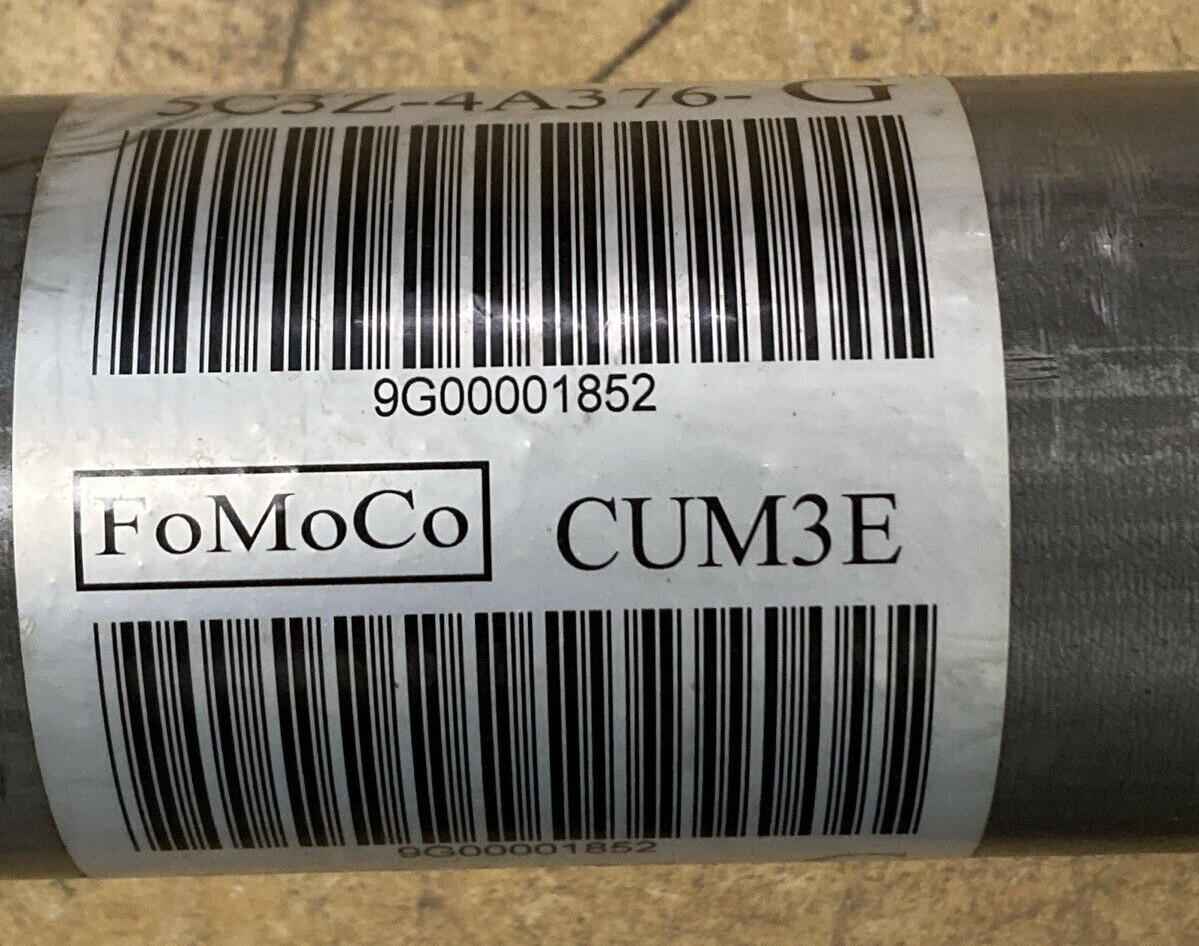 5C3Z-4A376-G
9G00001852
FoMoCo CUM3E
9G00001852